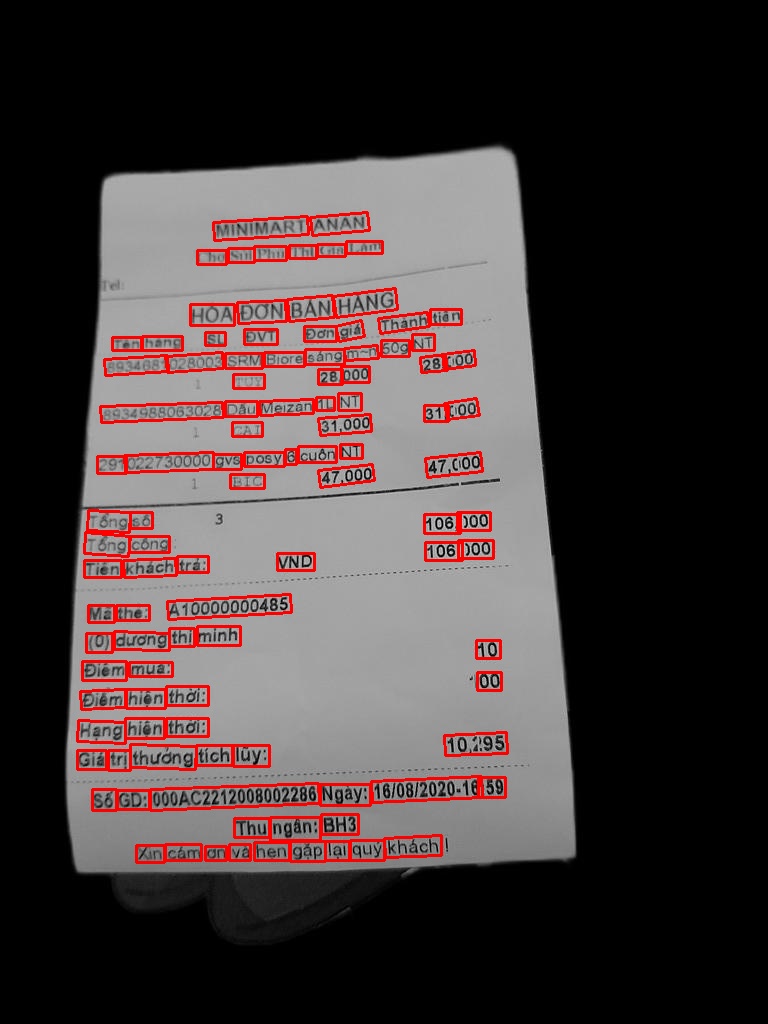 MINIMART ANAN
Chợ Sủi Phú Thị Gia Lâm
Tel:
HÓA ĐƠN BÁN HÀNG
Tên hàng SL ĐVT Đơn giá Thành tiền
8934681028003 SRM Biore sáng m~n 50g NT
1 TUY 28,000 28,000
8934988063028 Dầu Meizan 1L NT
1 CAI 31,000 31,000
291022730000 gvs posy 6 cuôn NT
1 BIC 47,000 47,000
Tổng số 3 106,000
Tổng cộng : 106,000
Tiền khách trả: VND
Mã thẻ: A10000000485
(0) dương thị minh
Điểm mua: 10
Điểm hiện thời: 00
Hạng hiện thời:
Giá trị thưởng tích lũy: 10,295
Số GD: 000AC2212008002286 Ngày: 16/08/2020-16:59
Thu ngân: BH3
Xin cảm ơn và hẹn gặp lại quý khách !